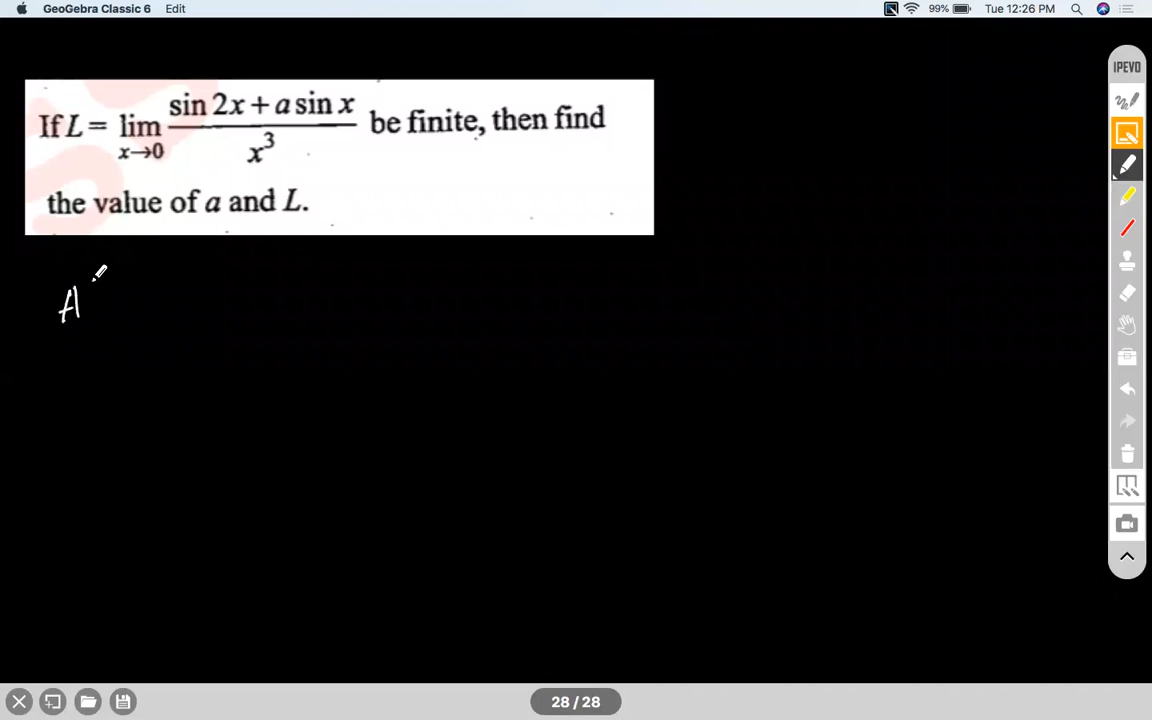 GeoGebra Classic 6 Edit 99% Tue 12:26 PM
IPEVO
If L = lim x→0 sin 2x + a sin x / x³ be finite, then find
the value of a and L.
A
28 / 28